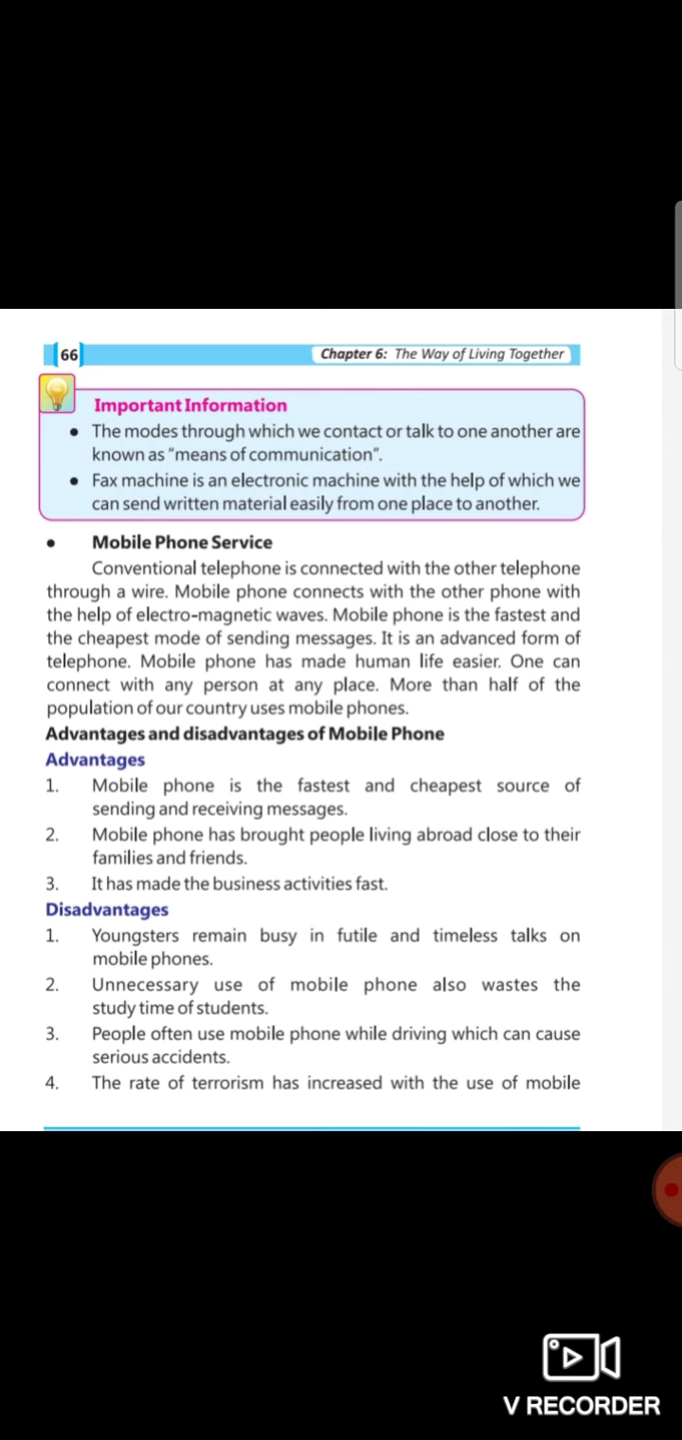 66
Chapter 6: The Way of Living Together
Important Information
• The modes through which we contact or talk to one another are
known as "means of communication".
• Fax machine is an electronic machine with the help of which we
can send written material easily from one place to another.
• Mobile Phone Service
Conventional telephone is connected with the other telephone
through a wire. Mobile phone connects with the other phone with
the help of electro-magnetic waves. Mobile phone is the fastest and
the cheapest mode of sending messages. It is an advanced form of
telephone. Mobile phone has made human life easier. One can
connect with any person at any place. More than half of the
population of our country uses mobile phones.
Advantages and disadvantages of Mobile Phone
Advantages
1. Mobile phone is the fastest and cheapest source of
sending and receiving messages.
2. Mobile phone has brought people living abroad close to their
families and friends.
3. It has made the business activities fast.
Disadvantages
1. Youngsters remain busy in futile and timeless talks on
mobile phones.
2. Unnecessary use of mobile phone also wastes the
study time of students.
3. People often use mobile phone while driving which can cause
serious accidents.
4. The rate of terrorism has increased with the use of mobile
V RECORDER